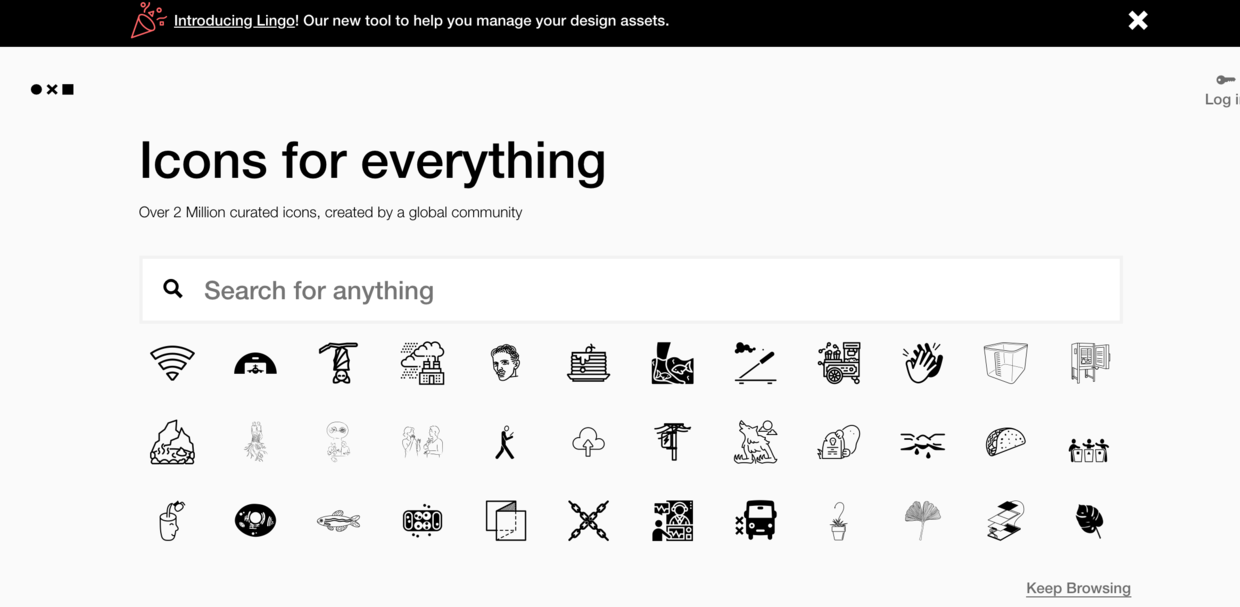 Introducing Lingo! Our new tool to help you manage your design assets.
Log i
Icons for everything
Over 2 Million curated icons, created by a global community
Search for anything
Keep Browsing